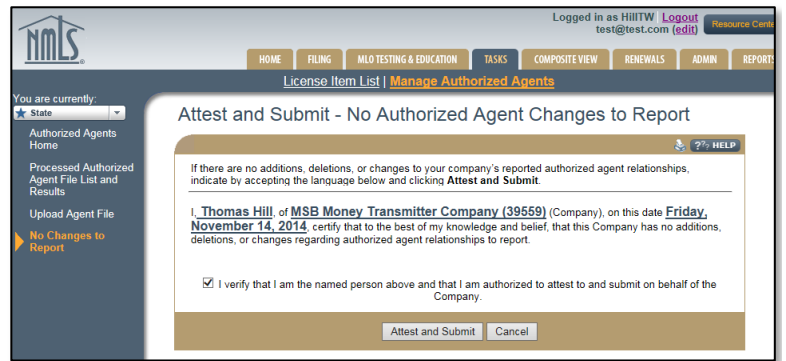 Logged in as HillTW | Logout
test@test.com (edit)
Resource Cente
NMLS
HOME FILING MLO TESTING & EDUCATION TASKS COMPOSITE VIEW RENEWALS ADMIN REPORTS
License Item List | Manage Authorized Agents
You are currently:
State
Authorized Agents
Home
Processed Authorized
Agent File List and
Results
Upload Agent File
No Changes to
Report
Attest and Submit - No Authorized Agent Changes to Report
??? HELP
If there are no additions, deletions, or changes to your company's reported authorized agent relationships,
indicate by accepting the language below and clicking Attest and Submit.
I, Thomas Hill, of MSB Money Transmitter Company (39559) (Company), on this date Friday,
November 14, 2014, certify that to the best of my knowledge and belief, that this Company has no additions,
deletions, or changes regarding authorized agent relationships to report.
I verify that I am the named person above and that I am authorized to attest to and submit on behalf of the
Company.
Attest and Submit Cancel